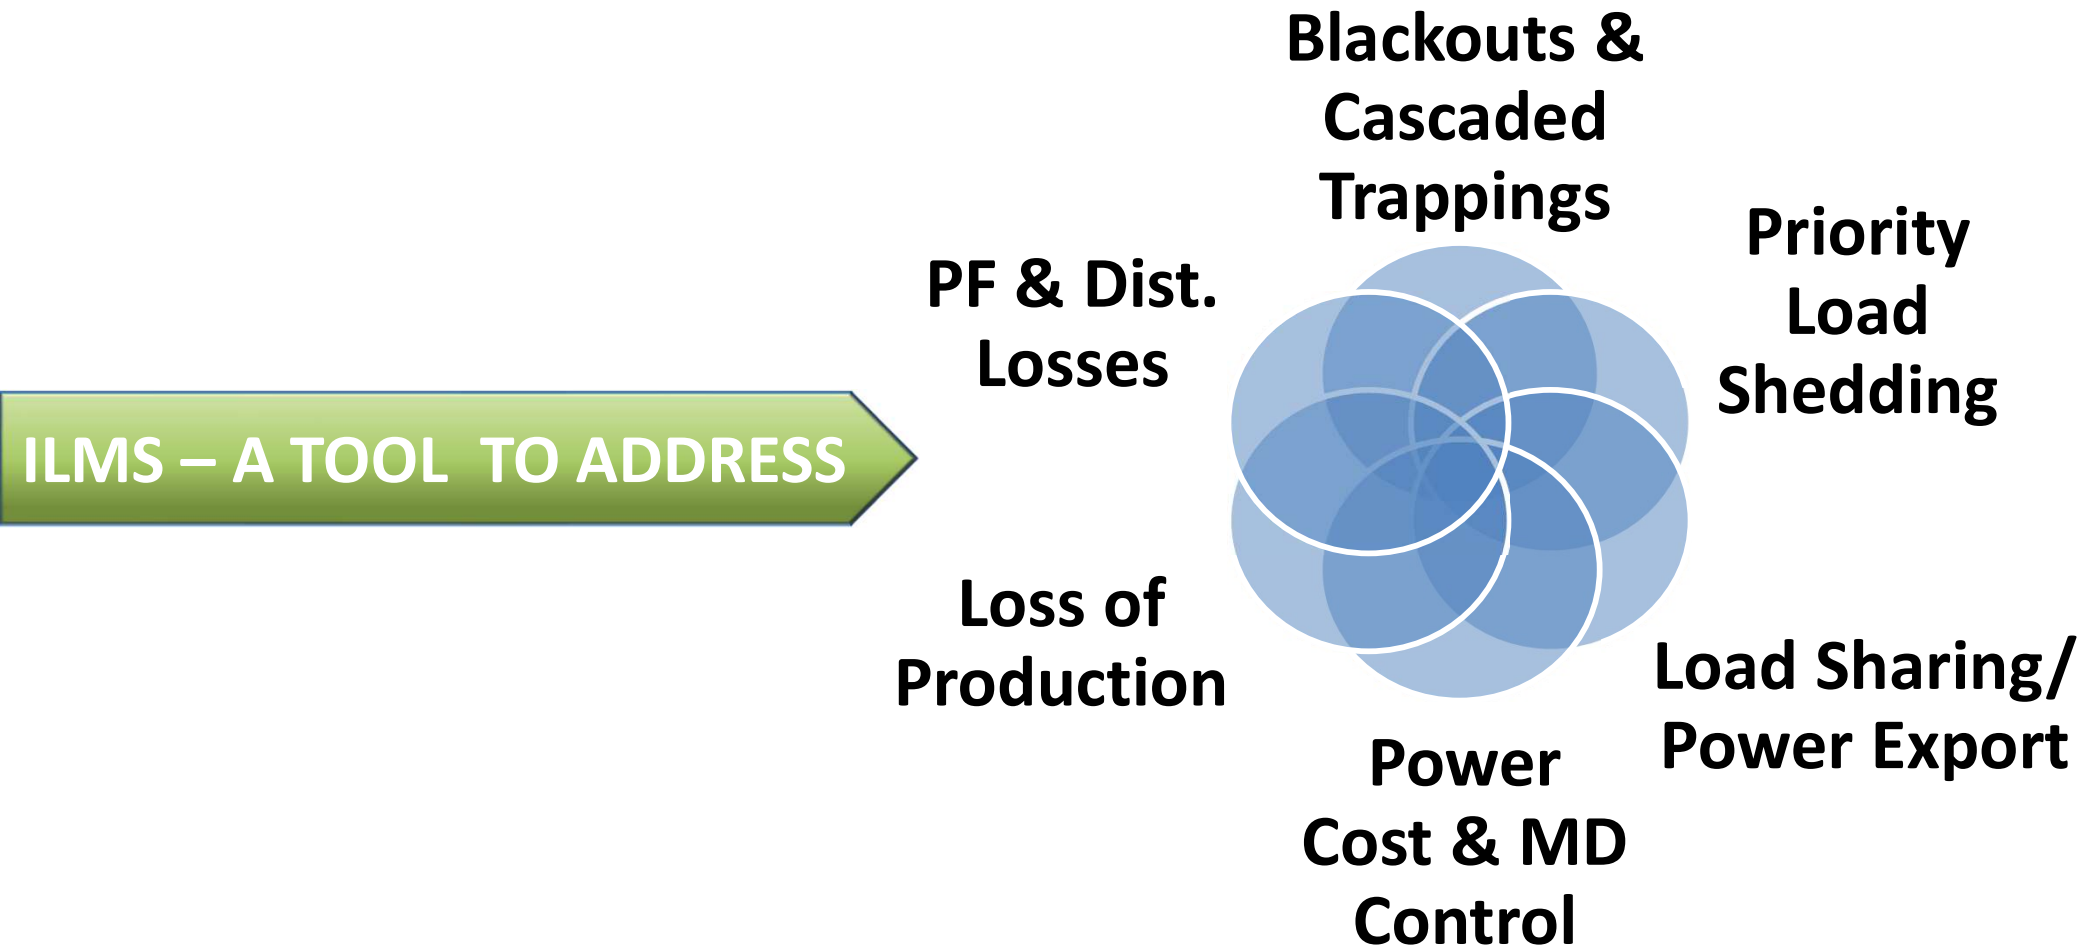 ILMS – A TOOL TO ADDRESS
Blackouts &
Cascaded
Trappings
Priority
Load
Shedding
Load Sharing/
Power Export
Power
Cost & MD
Control
Loss of
Production
PF & Dist.
Losses